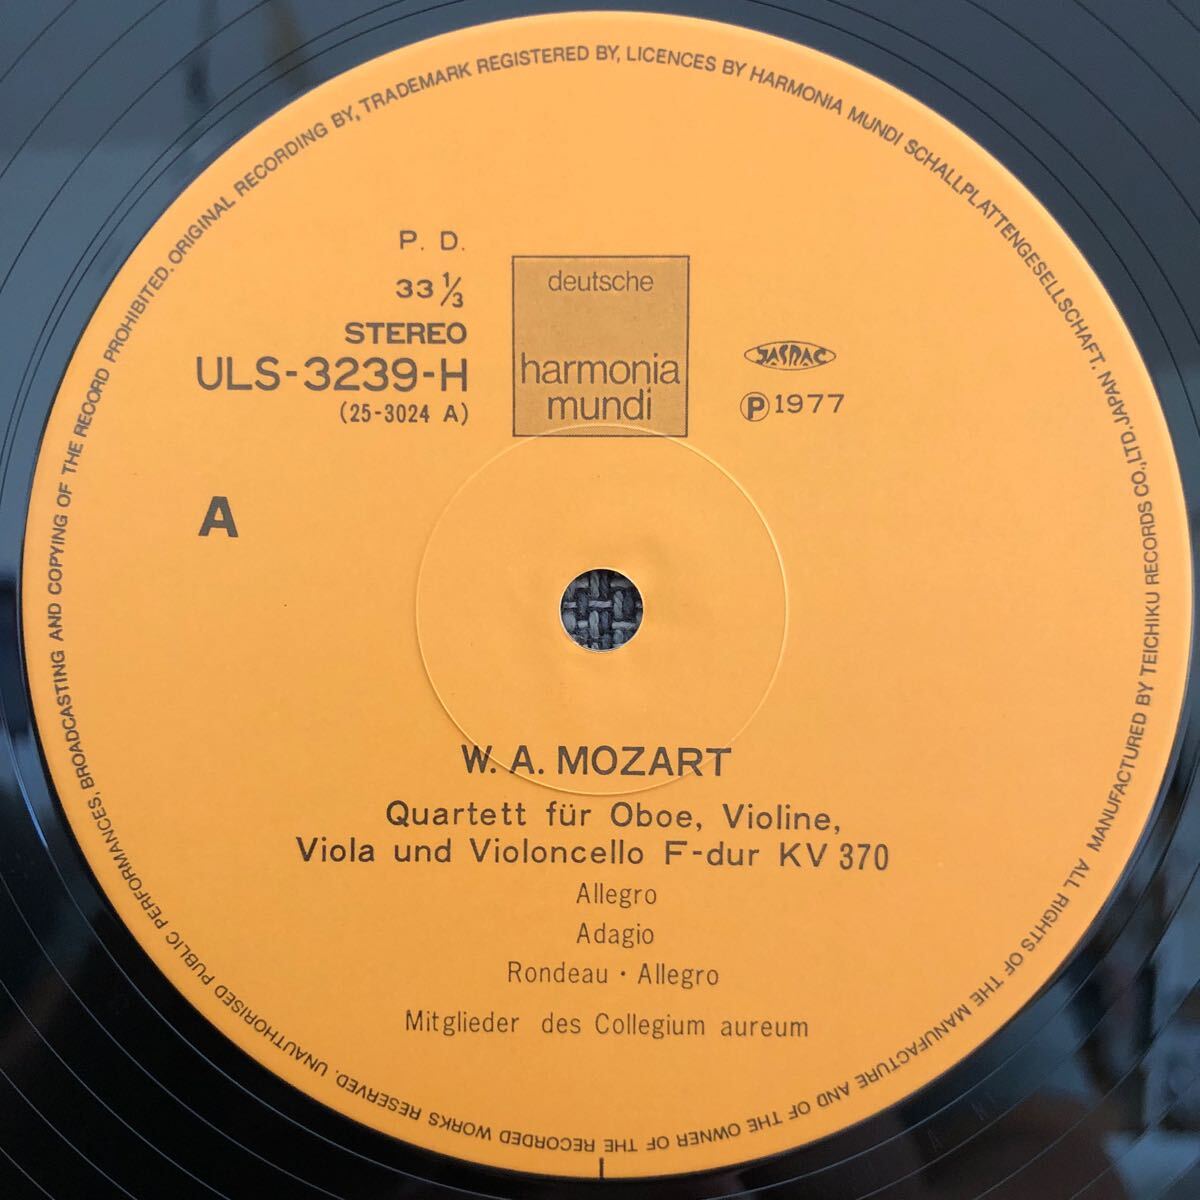 ORIGINAL RECORDING BY, TRADEMARK REGISTERED BY, LICENCES BY HARMONIA MUNDI SCHALLPLATTENGESELLSCHAFT. JAPAN
MANUFACTURED BY TEICHIKU RECORDS CO.,LTD. ALL RIGHTS OF THE MANUFACTURE AND OF THE OWNER OF THE RECORDED WORKS RESERVED. UNAUTHORISED PUBLIC PERFORMANCES, BROADCASTING AND COPYING OF THE RECORD PROHIBITED.
P. D.
33 1/3
STEREO
ULS-3239-H
(25-3024 A)
deutsche
harmonia
mundi
JASRAC
Ⓟ1977
A
W. A. MOZART
Quartett für Oboe, Violine,
Viola und Violoncello F-dur KV 370
Allegro
Adagio
Rondeau · Allegro
Mitglieder des Collegium aureum